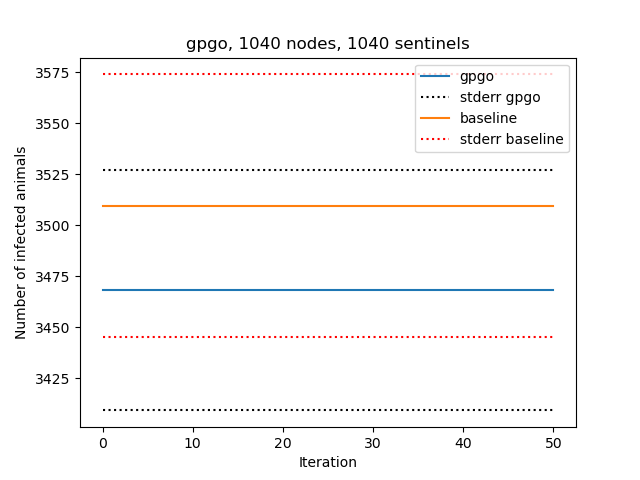 gpgo, 1040 nodes, 1040 sentinels
3575
3550
3525
3500
3475
3450
3425
Number of infected animals
gpgo
stderr gpgo
baseline
stderr baseline
0 10 20 30 40 50
Iteration